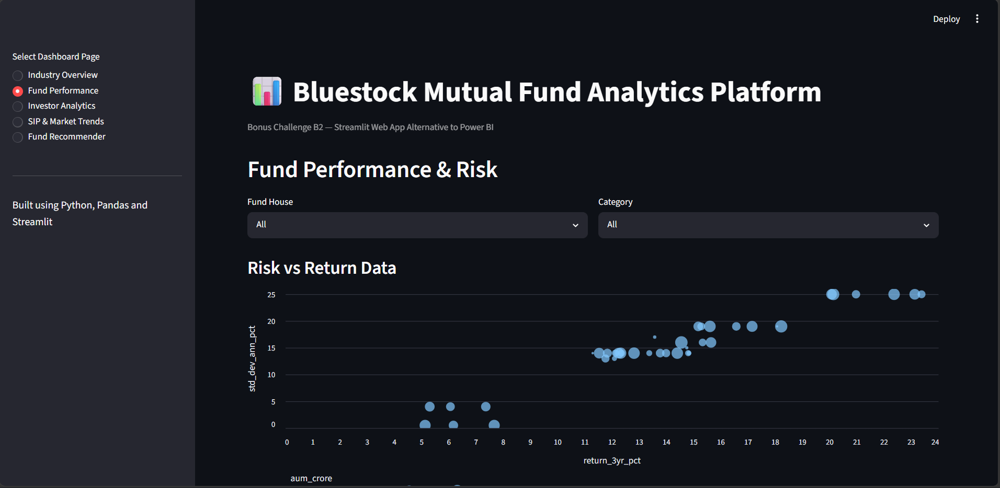 Deploy
Select Dashboard Page
Industry Overview
Fund Performance
Investor Analytics
SIP & Market Trends
Fund Recommender
Built using Python, Pandas and
Streamlit
Bluestock Mutual Fund Analytics Platform
Bonus Challenge B2 — Streamlit Web App Alternative to Power BI
Fund Performance & Risk
Fund House
Category
All
All
Risk vs Return Data
25
20
15
10
5
0
std_dev_ann_pct
0 1 2 3 4 5 6 7 8 9 10 11 12 13 14 15 16 17 18 19 20 21 22 23 24
return_3yr_pct
aum_crore